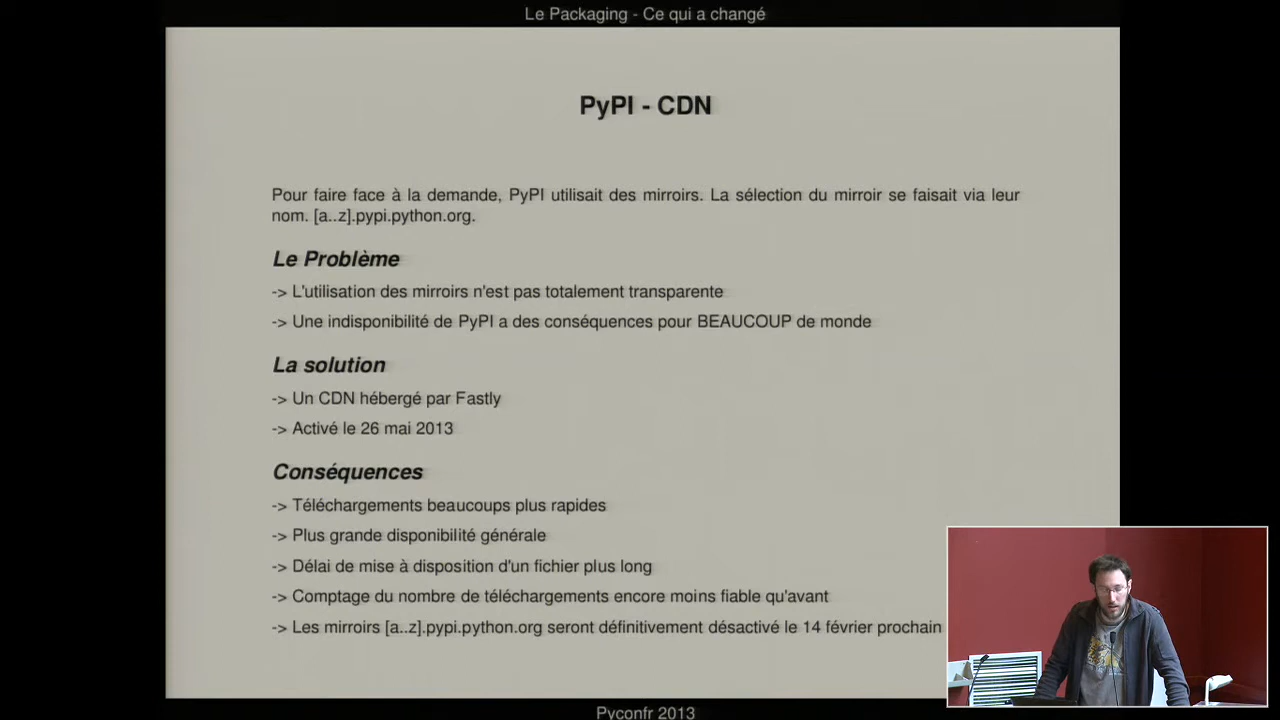 Le Packaging - Ce qui a changé
PyPI - CDN
Pour faire face à la demande, PyPI utilisait des mirroirs. La sélection du mirroir se faisait via leur
nom. [a..z].pypi.python.org.
Le Problème
-> L'utilisation des mirroirs n'est pas totalement transparente
-> Une indisponibilité de PyPI a des conséquences pour BEAUCOUP de monde
La solution
-> Un CDN hébergé par Fastly
-> Activé le 26 mai 2013
Conséquences
-> Téléchargements beaucoups plus rapides
-> Plus grande disponibilité générale
-> Délai de mise à disposition d'un fichier plus long
-> Comptage du nombre de téléchargements encore moins fiable qu'avant
-> Les mirroirs [a..z].pypi.python.org seront définitivement désactivé le 14 février prochain
Pyconfr 2013